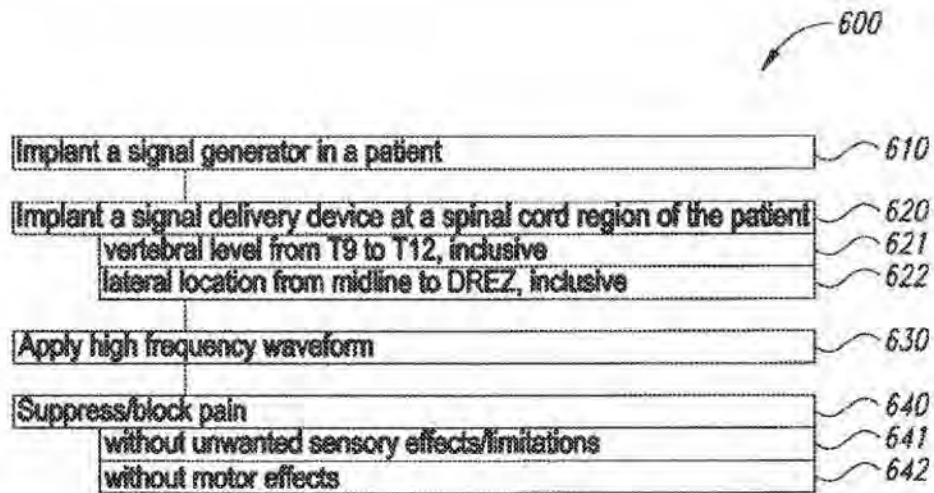 600
Implant a signal generator in a patient 610
Implant a signal delivery device at a spinal cord region of the patient 620
vertebral level from T9 to T12, inclusive 621
lateral location from midline to DREZ, inclusive 622
Apply high frequency waveform 630
Suppress/block pain 640
without unwanted sensory effects/limitations 641
without motor effects 642